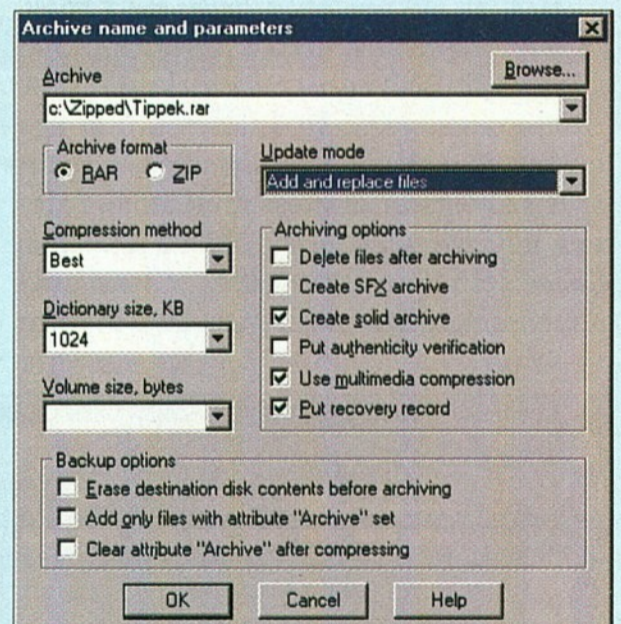 Archive name and parameters
Browse...
Archive
c:\Zipped\Tippek.rar
Archive format
RAR ZIP
Update mode
Add and replace files
Compression method
Best
Dictionary size, KB
1024
Volume size, bytes
Archiving options
Delete files after archiving
Create SFX archive
Create solid archive
Put authenticity verification
Use multimedia compression
Put recovery record
Backup options
Erase destination disk contents before archiving
Add only files with attribute "Archive" set
Clear attribute "Archive" after compressing
OK Cancel Help